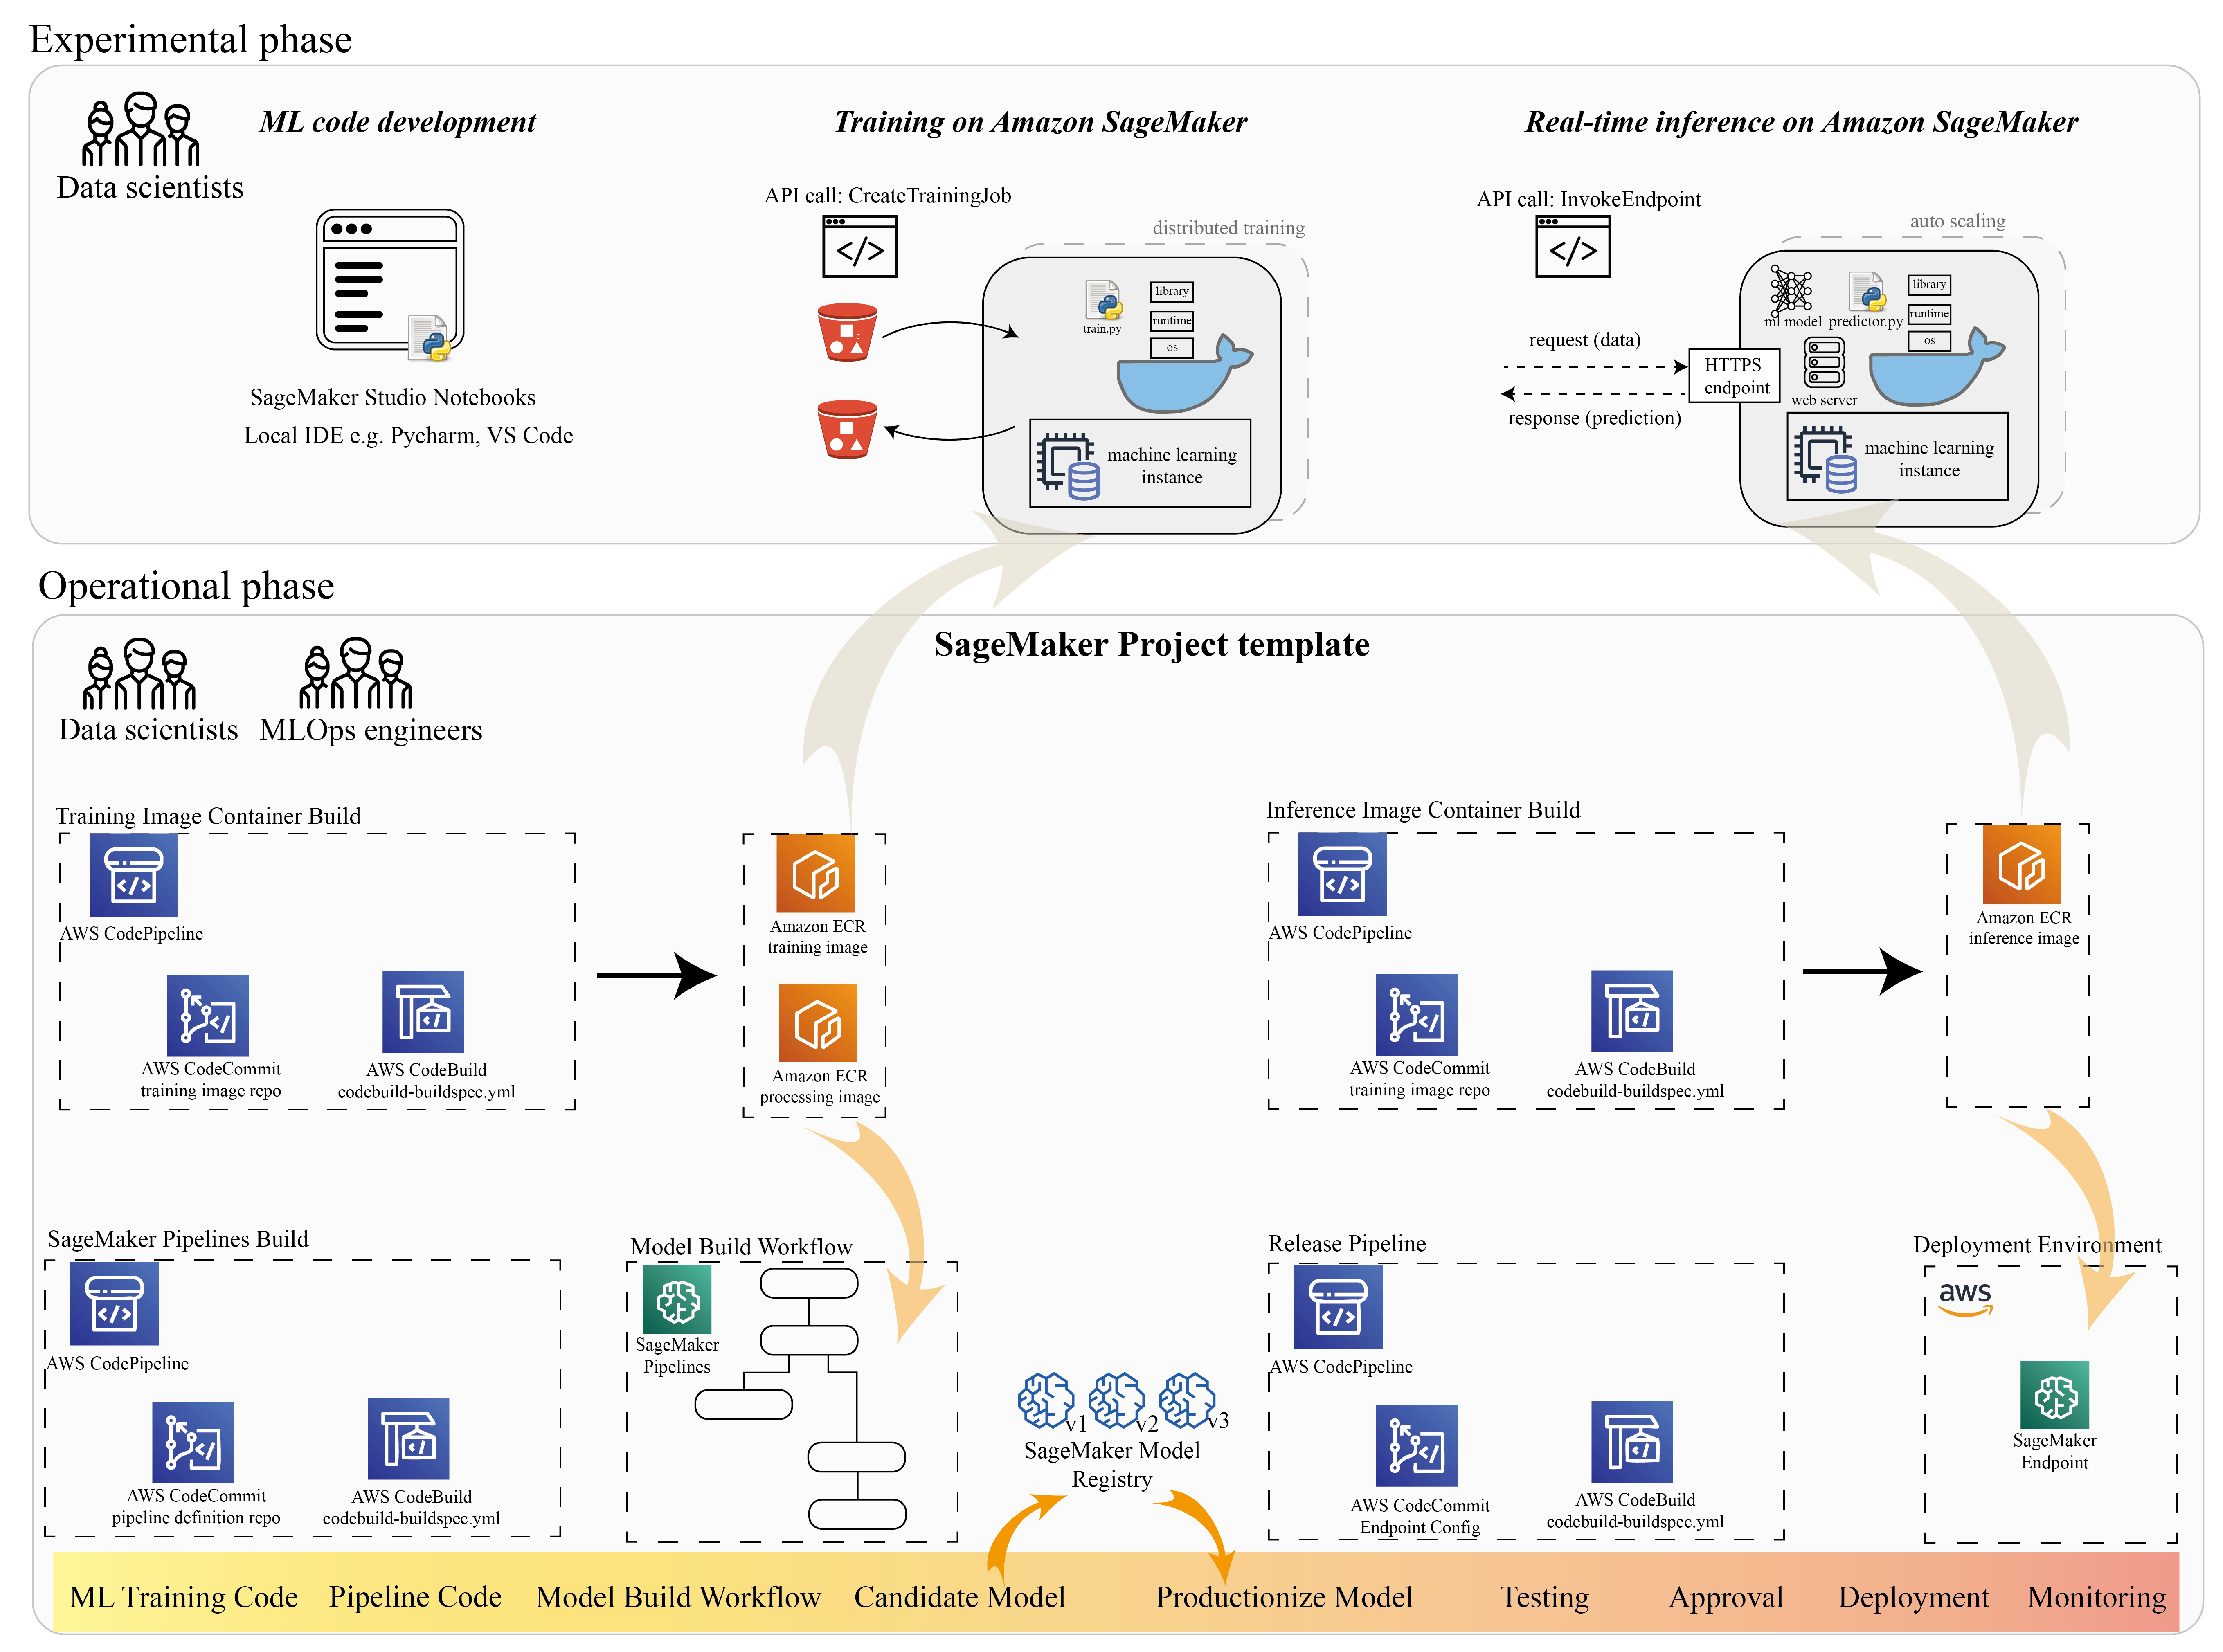 Experimental phase
Data scientists
ML code development
SageMaker Studio Notebooks
Local IDE e.g. Pycharm, VS Code
Training on Amazon SageMaker
API call: CreateTrainingJob
</>
distributed training
train.py
library
runtime
os
machine learning
instance
Real-time inference on Amazon SageMaker
API call: InvokeEndpoint
</>
auto scaling
request (data)
response (prediction)
HTTPS
endpoint
ml model
predictor.py
library
runtime
os
web server
machine learning
instance
Operational phase
SageMaker Project template
Data scientists
MLOps engineers
Training Image Container Build
</>
AWS CodePipeline
</>
AWS CodeCommit
training image repo
</>
AWS CodeBuild
codebuild-buildspec.yml
Amazon ECR
training image
Amazon ECR
processing image
Inference Image Container Build
</>
AWS CodePipeline
</>
AWS CodeCommit
training image repo
</>
AWS CodeBuild
codebuild-buildspec.yml
Amazon ECR
inference image
SageMaker Pipelines Build
</>
AWS CodePipeline
</>
AWS CodeCommit
pipeline definition repo
</>
AWS CodeBuild
codebuild-buildspec.yml
Model Build Workflow
SageMaker
Pipelines
v1
v2
v3
SageMaker Model
Registry
Release Pipeline
</>
AWS CodePipeline
</>
AWS CodeCommit
Endpoint Config
</>
AWS CodeBuild
codebuild-buildspec.yml
Deployment Environment
aws
SageMaker
Endpoint
ML Training Code
Pipeline Code
Model Build Workflow
Candidate Model
Productionize Model
Testing
Approval
Deployment
Monitoring